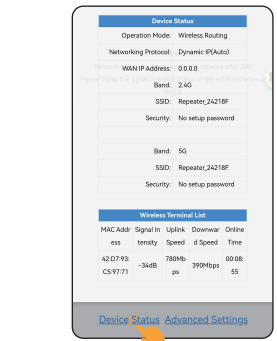 Device Status
Operation Mode: Wireless Routing
Networking Protocol: Dynamic IP(Auto)
WAN IP Address: 0.0.0.0
Band: 2.4G
SSID: Repeater_24218F
Security: No setup password
Band: 5G
SSID: Repeater_24218F
Security: No setup password
Wireless Terminal List
MAC Addr Signal In Uplink Downwar Online
ess tensity Speed d Speed Time
42:D7:93: -34dB 780Mb 390Mbps 00:08:
C5:97:71 ps 55
Device Status Advanced Settings